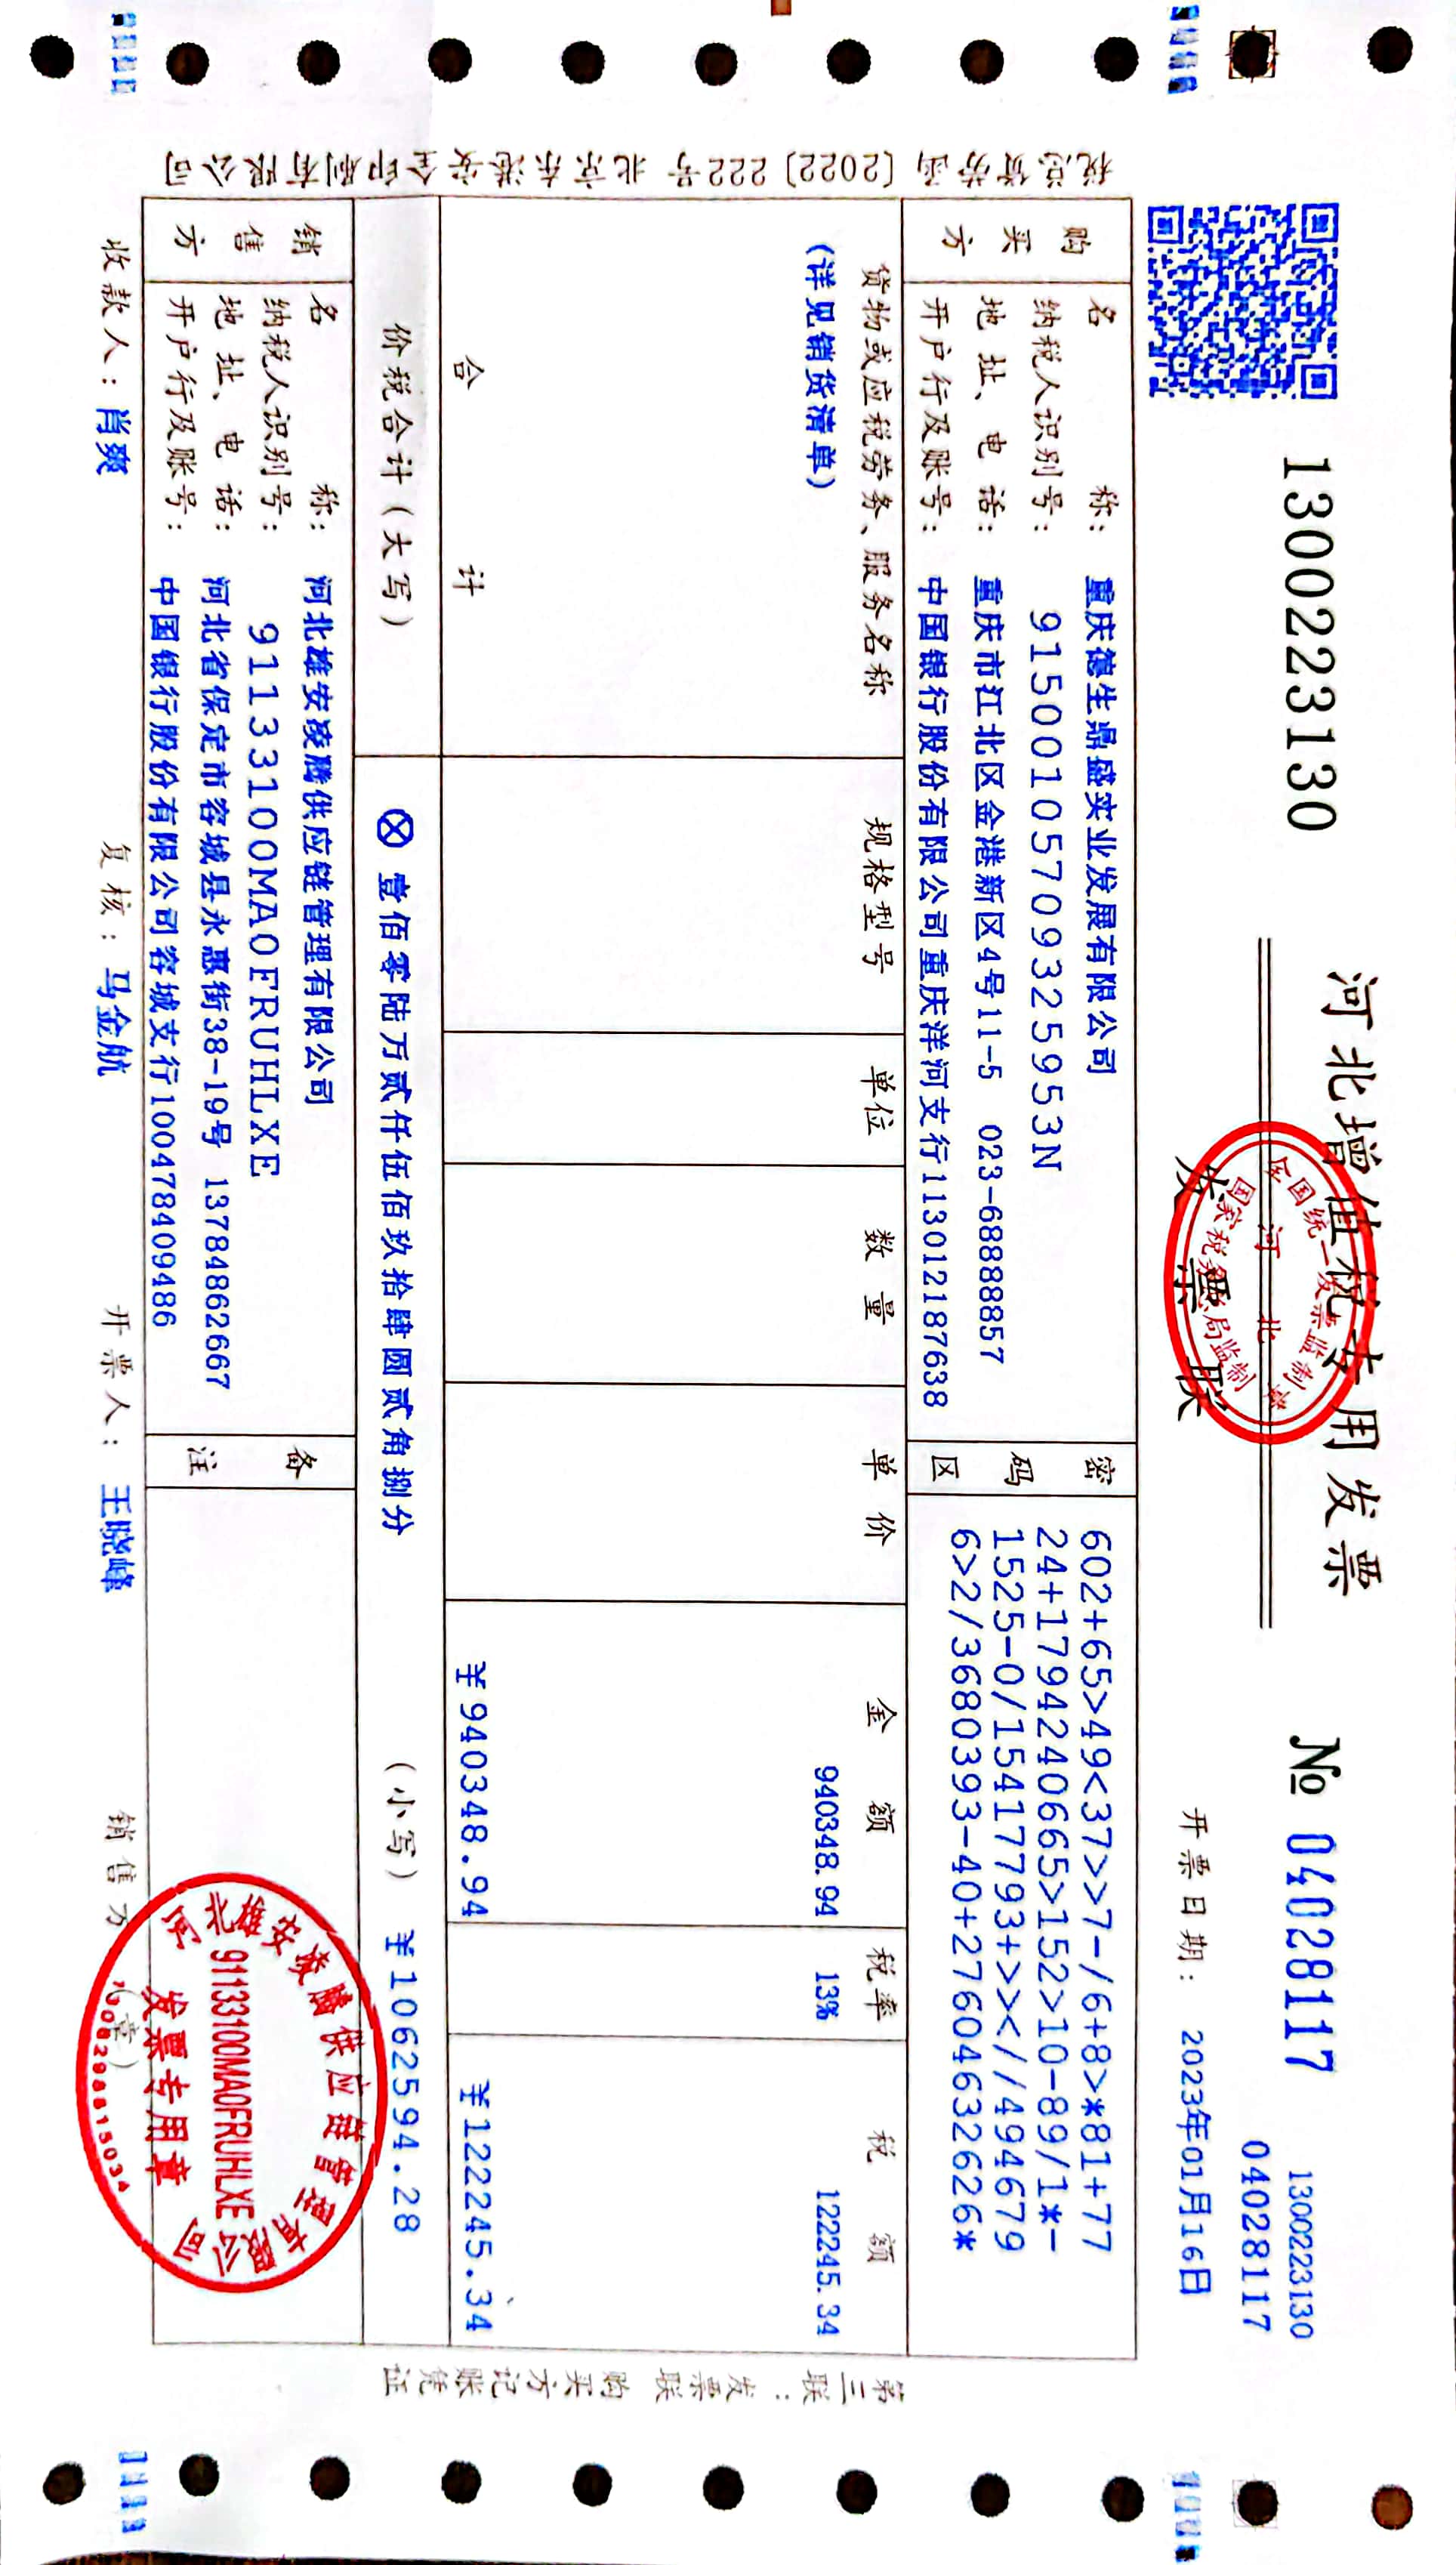 1300223130
河北增值税专用发票
№ 04028117
1300223130
04028117
全国统一发票监制章
河 北
国家税务总局监制
发 票 联
开票日期： 2023年01月16日
税总货劳函〔2022〕222号 北京东港安全印刷有限公司
购买方
名 称： 重庆德生鼎盛实业发展有限公司
纳税人识别号： 91500105709325953N
地 址、电 话： 重庆市江北区金港新区4号11-5 023-68888857
开户行及账号： 中国银行股份有限公司重庆洋河支行113012187638
密码区
602+65>49<37>>7-/6+8>*81+77
24+1794240665>152>10-89/1*-
1525-0/15417793+>><//494679
6>2/3680393-40+27604632626*
货物或应税劳务、服务名称 规格型号 单位 数 量 单 价 金 额 税率 税 额
(详见销货清单) 940348.94 13% 122245.34
合 计 ￥940348.94 ￥122245.34
价税合计(大写) ⊗ 壹佰零陆万贰仟伍佰玖拾肆圆贰角捌分 (小写) ￥1062594.28
销售方
名 称： 河北雄安凌腾供应链管理有限公司
纳税人识别号： 91133100MA0FRUHLXE
地 址、电 话： 河北省保定市容城县永惠街38-19号 13784862667
开户行及账号： 中国银行股份有限公司容城支行100478409486
备注
收款人： 肖爽 复核： 马金航 开票人： 王晓峰 销售方：(章)
河北雄安凌腾供应链管理有限公司
91133100MA0FRUHLXE
发票专用章
第三联：发票联 购买方记账凭证